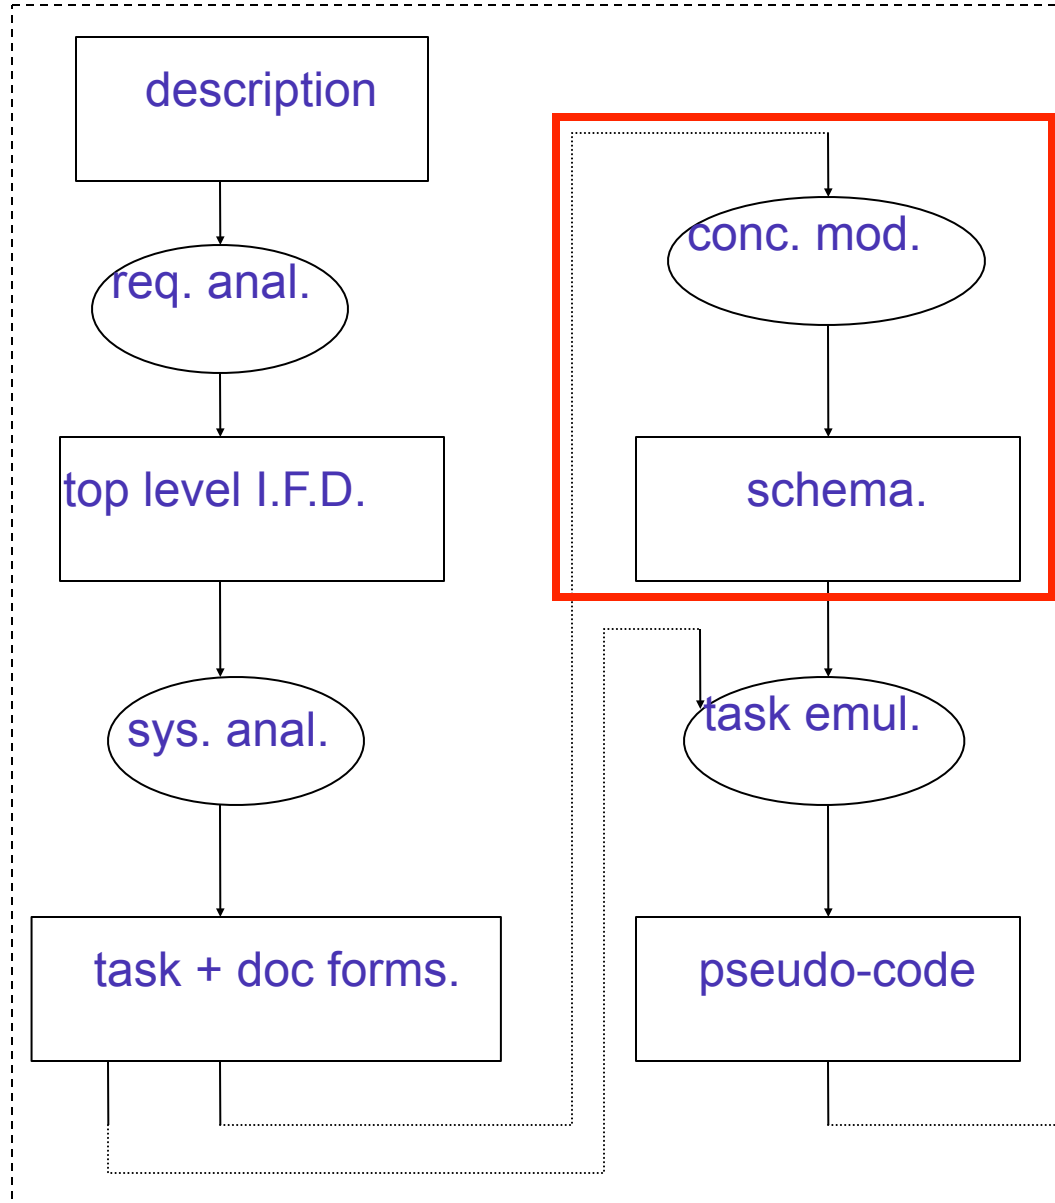 description
req. anal.
top level I.F.D.
sys. anal.
task + doc forms.
conc. mod.
schema.
task emul.
pseudo-code